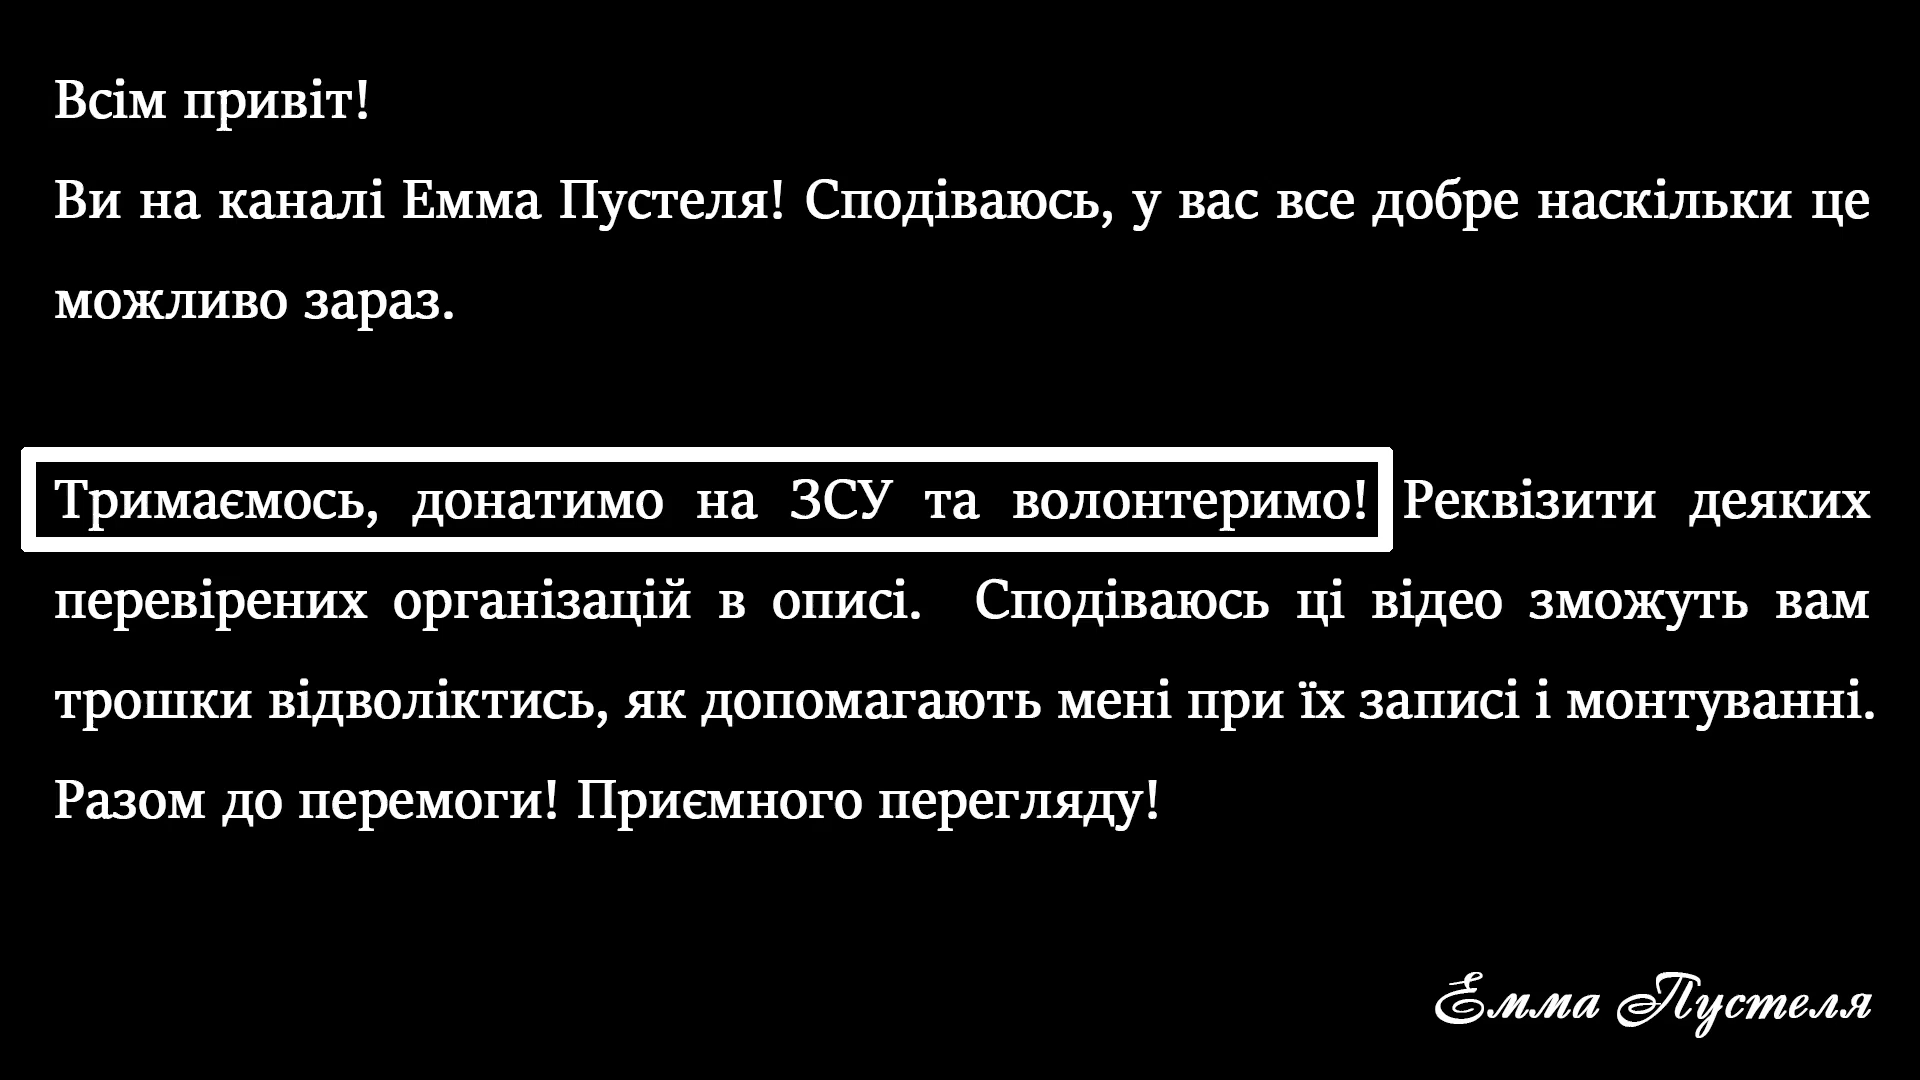 Всім привіт!
Ви на каналі Емма Пустеля! Сподіваюсь, у вас все добре наскільки це
можливо зараз.
Тримаємось, донатимо на ЗСУ та волонтеримо! Реквізити деяких
перевірених організацій в описі. Сподіваюсь ці відео зможуть вам
трошки відволіктись, як допомагають мені при їх записі і монтуванні.
Разом до перемоги! Приємного перегляду!
Емма Пустеля